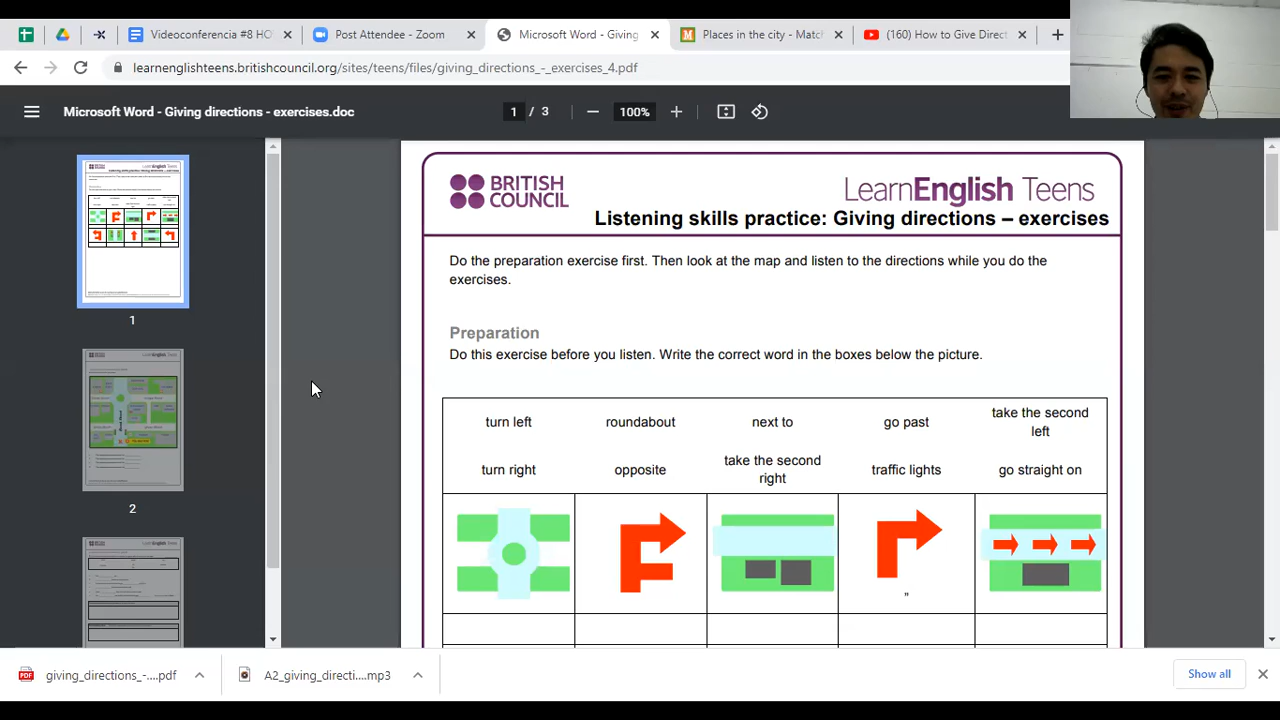 Videoconferencia #8 HO
Post Attendee - Zoom
Microsoft Word - Giving
Places in the city - Matc
(160) How to Give Direct
learnenglishteens.britishcouncil.org/sites/teens/files/giving_directions_-_exercises_4.pdf
Microsoft Word - Giving directions - exercises.doc
1 / 3
100%
1
2
BRITISH
COUNCIL
LearnEnglish Teens
Listening skills practice: Giving directions – exercises
Do the preparation exercise first. Then look at the map and listen to the directions while you do the
exercises.
Preparation
Do this exercise before you listen. Write the correct word in the boxes below the picture.
turn left
roundabout
next to
go past
take the second
left
turn right
opposite
take the second
right
traffic lights
go straight on
"
giving_directions_-....pdf
A2_giving_directi....mp3
Show all